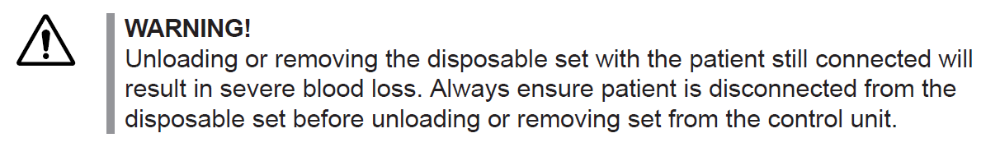 WARNING!
Unloading or removing the disposable set with the patient still connected will
result in severe blood loss. Always ensure patient is disconnected from the
disposable set before unloading or removing set from the control unit.